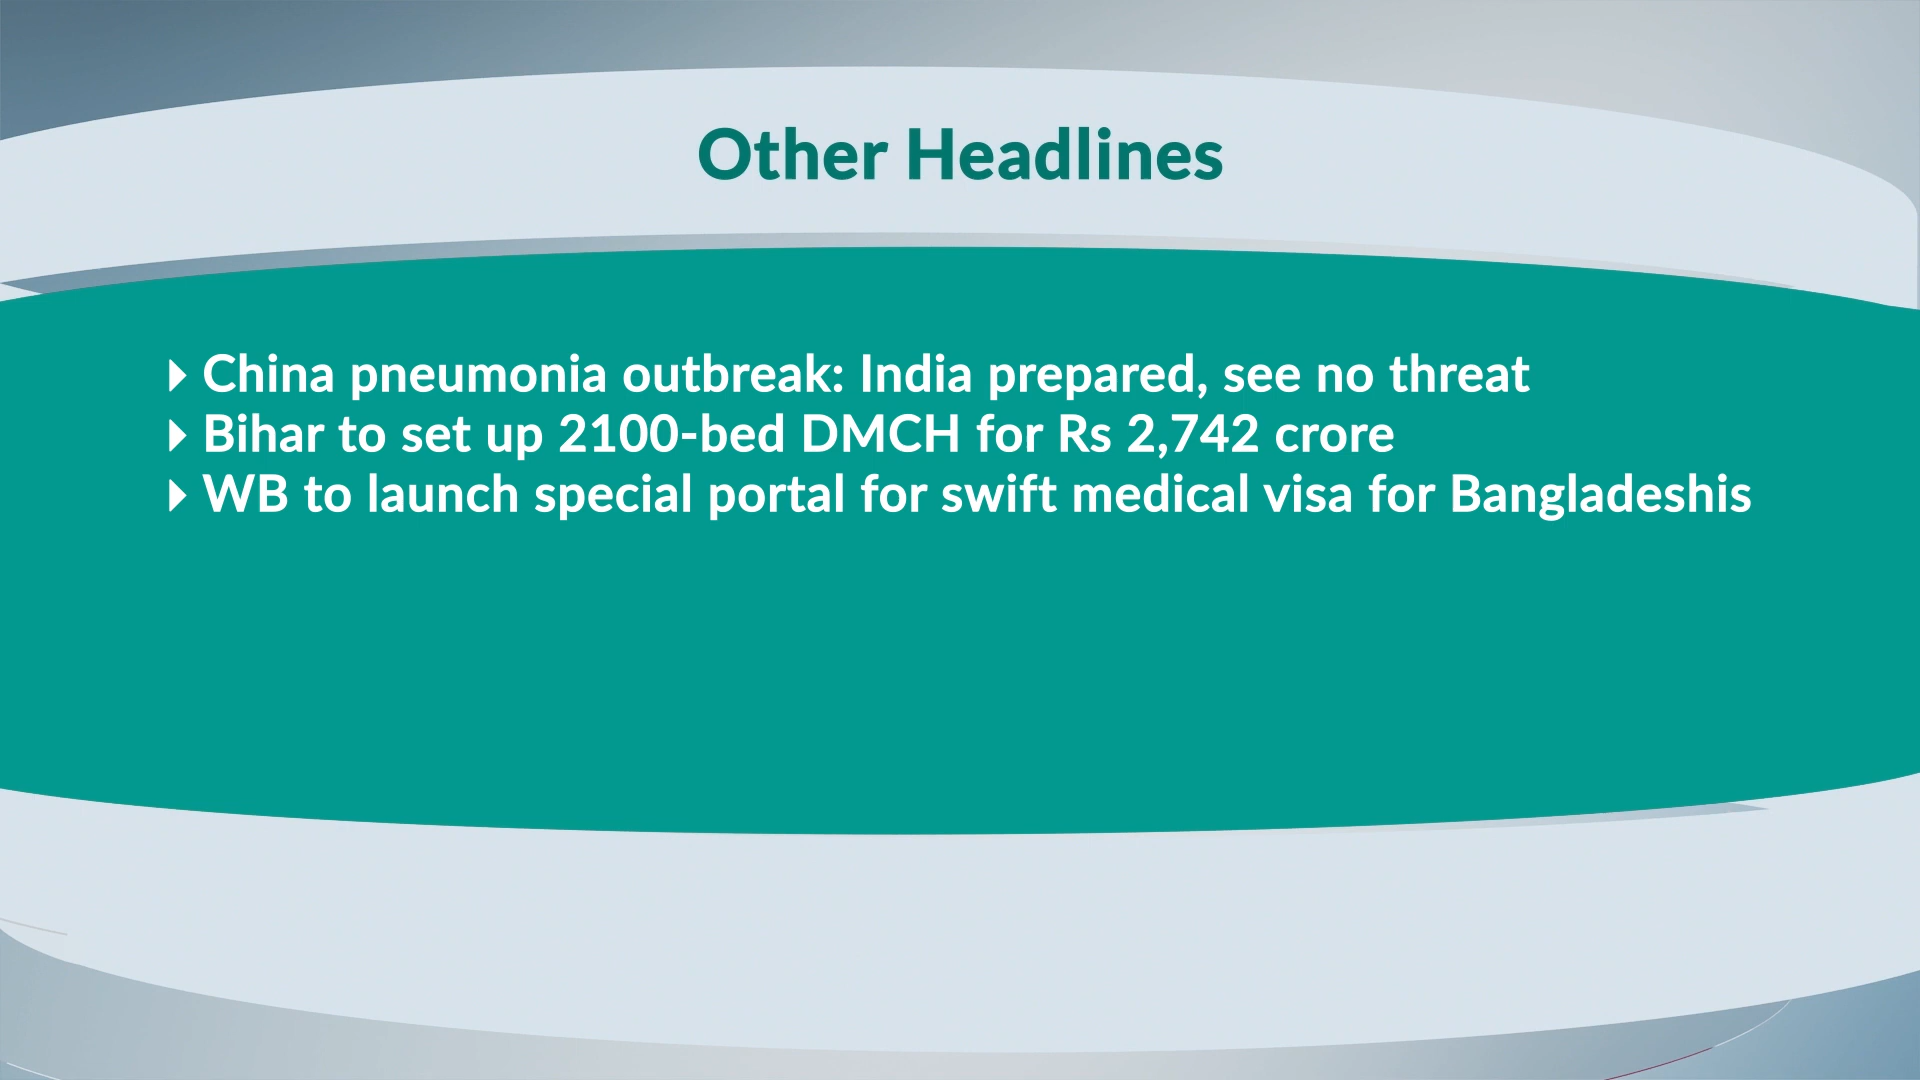 Other Headlines
China pneumonia outbreak: India prepared, see no threat
Bihar to set up 2100-bed DMCH for Rs 2,742 crore
WB to launch special portal for swift medical visa for Bangladeshis